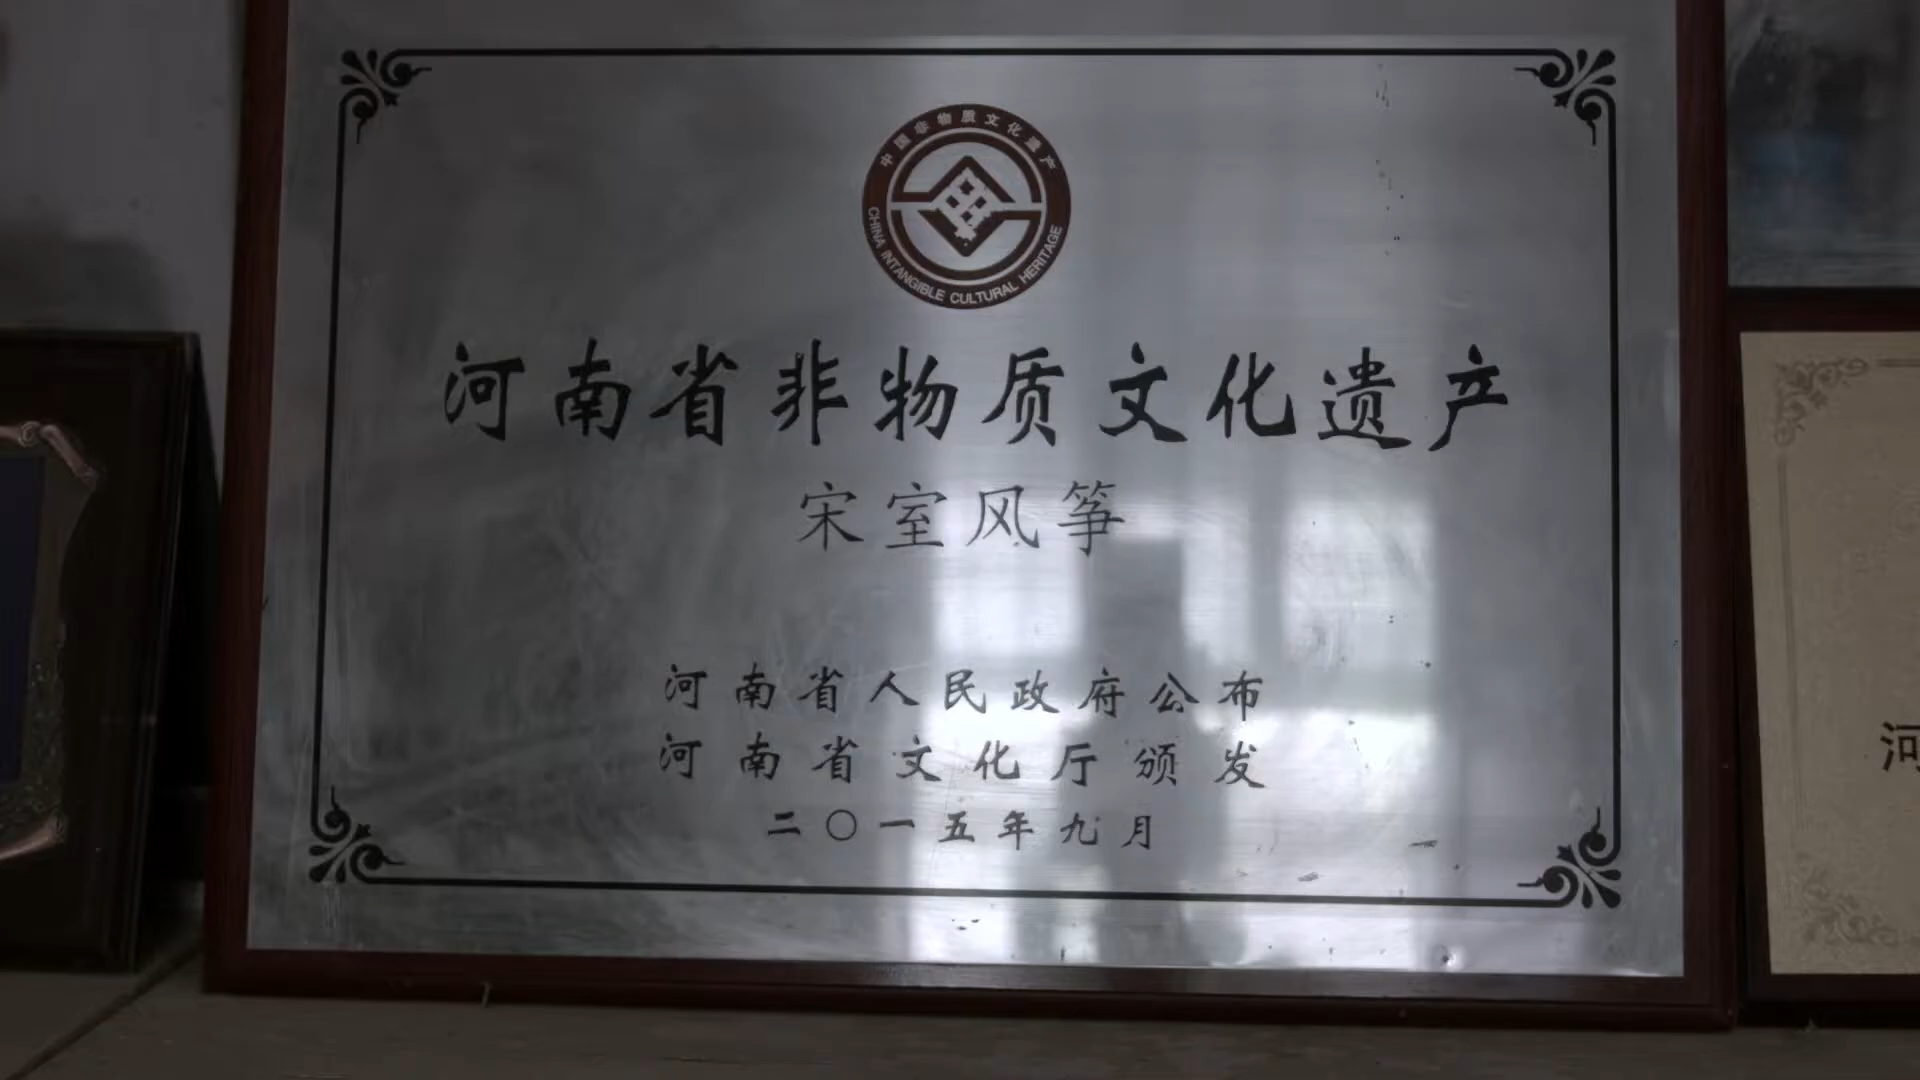 中国非物质文化遗产
CHINA INTANGIBLE CULTURAL HERITAGE
河南省非物质文化遗产
宋室风筝
河南省人民政府公布
河南省文化厅颁发
二〇一五年九月
河